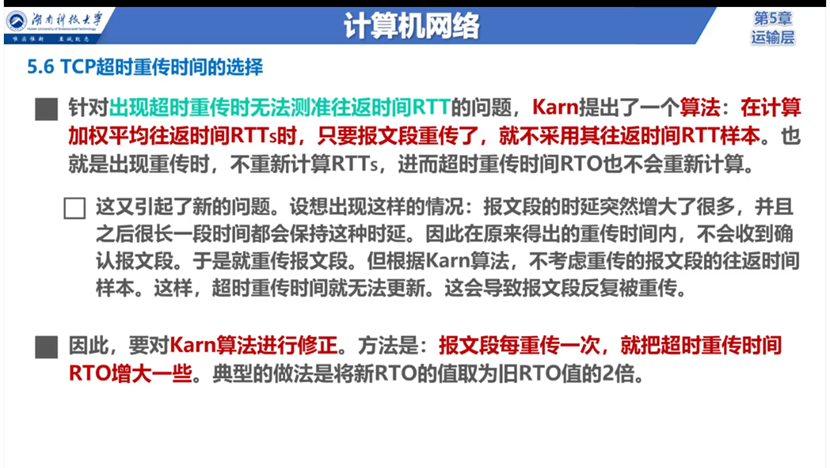 湖南科技大学
Hunan University of Science and Technology
唯实惟新 至诚致志
计算机网络
第5章
运输层
5.6 TCP超时重传时间的选择
针对出现超时重传时无法测准往返时间RTT的问题，Karn提出了一个算法：在计算
加权平均往返时间RTTs时，只要报文段重传了，就不采用其往返时间RTT样本。也
就是出现重传时，不重新计算RTTs，进而超时重传时间RTO也不会重新计算。
这又引起了新的问题。设想出现这样的情况：报文段的时延突然增大了很多，并且
之后很长一段时间都会保持这种时延。因此在原来得出的重传时间内，不会收到确
认报文段。于是就重传报文段。但根据Karn算法，不考虑重传的报文段的往返时间
样本。这样，超时重传时间就无法更新。这会导致报文段反复被重传。
因此，要对Karn算法进行修正。方法是：报文段每重传一次，就把超时重传时间
RTO增大一些。典型的做法是将新RTO的值取为旧RTO值的2倍。